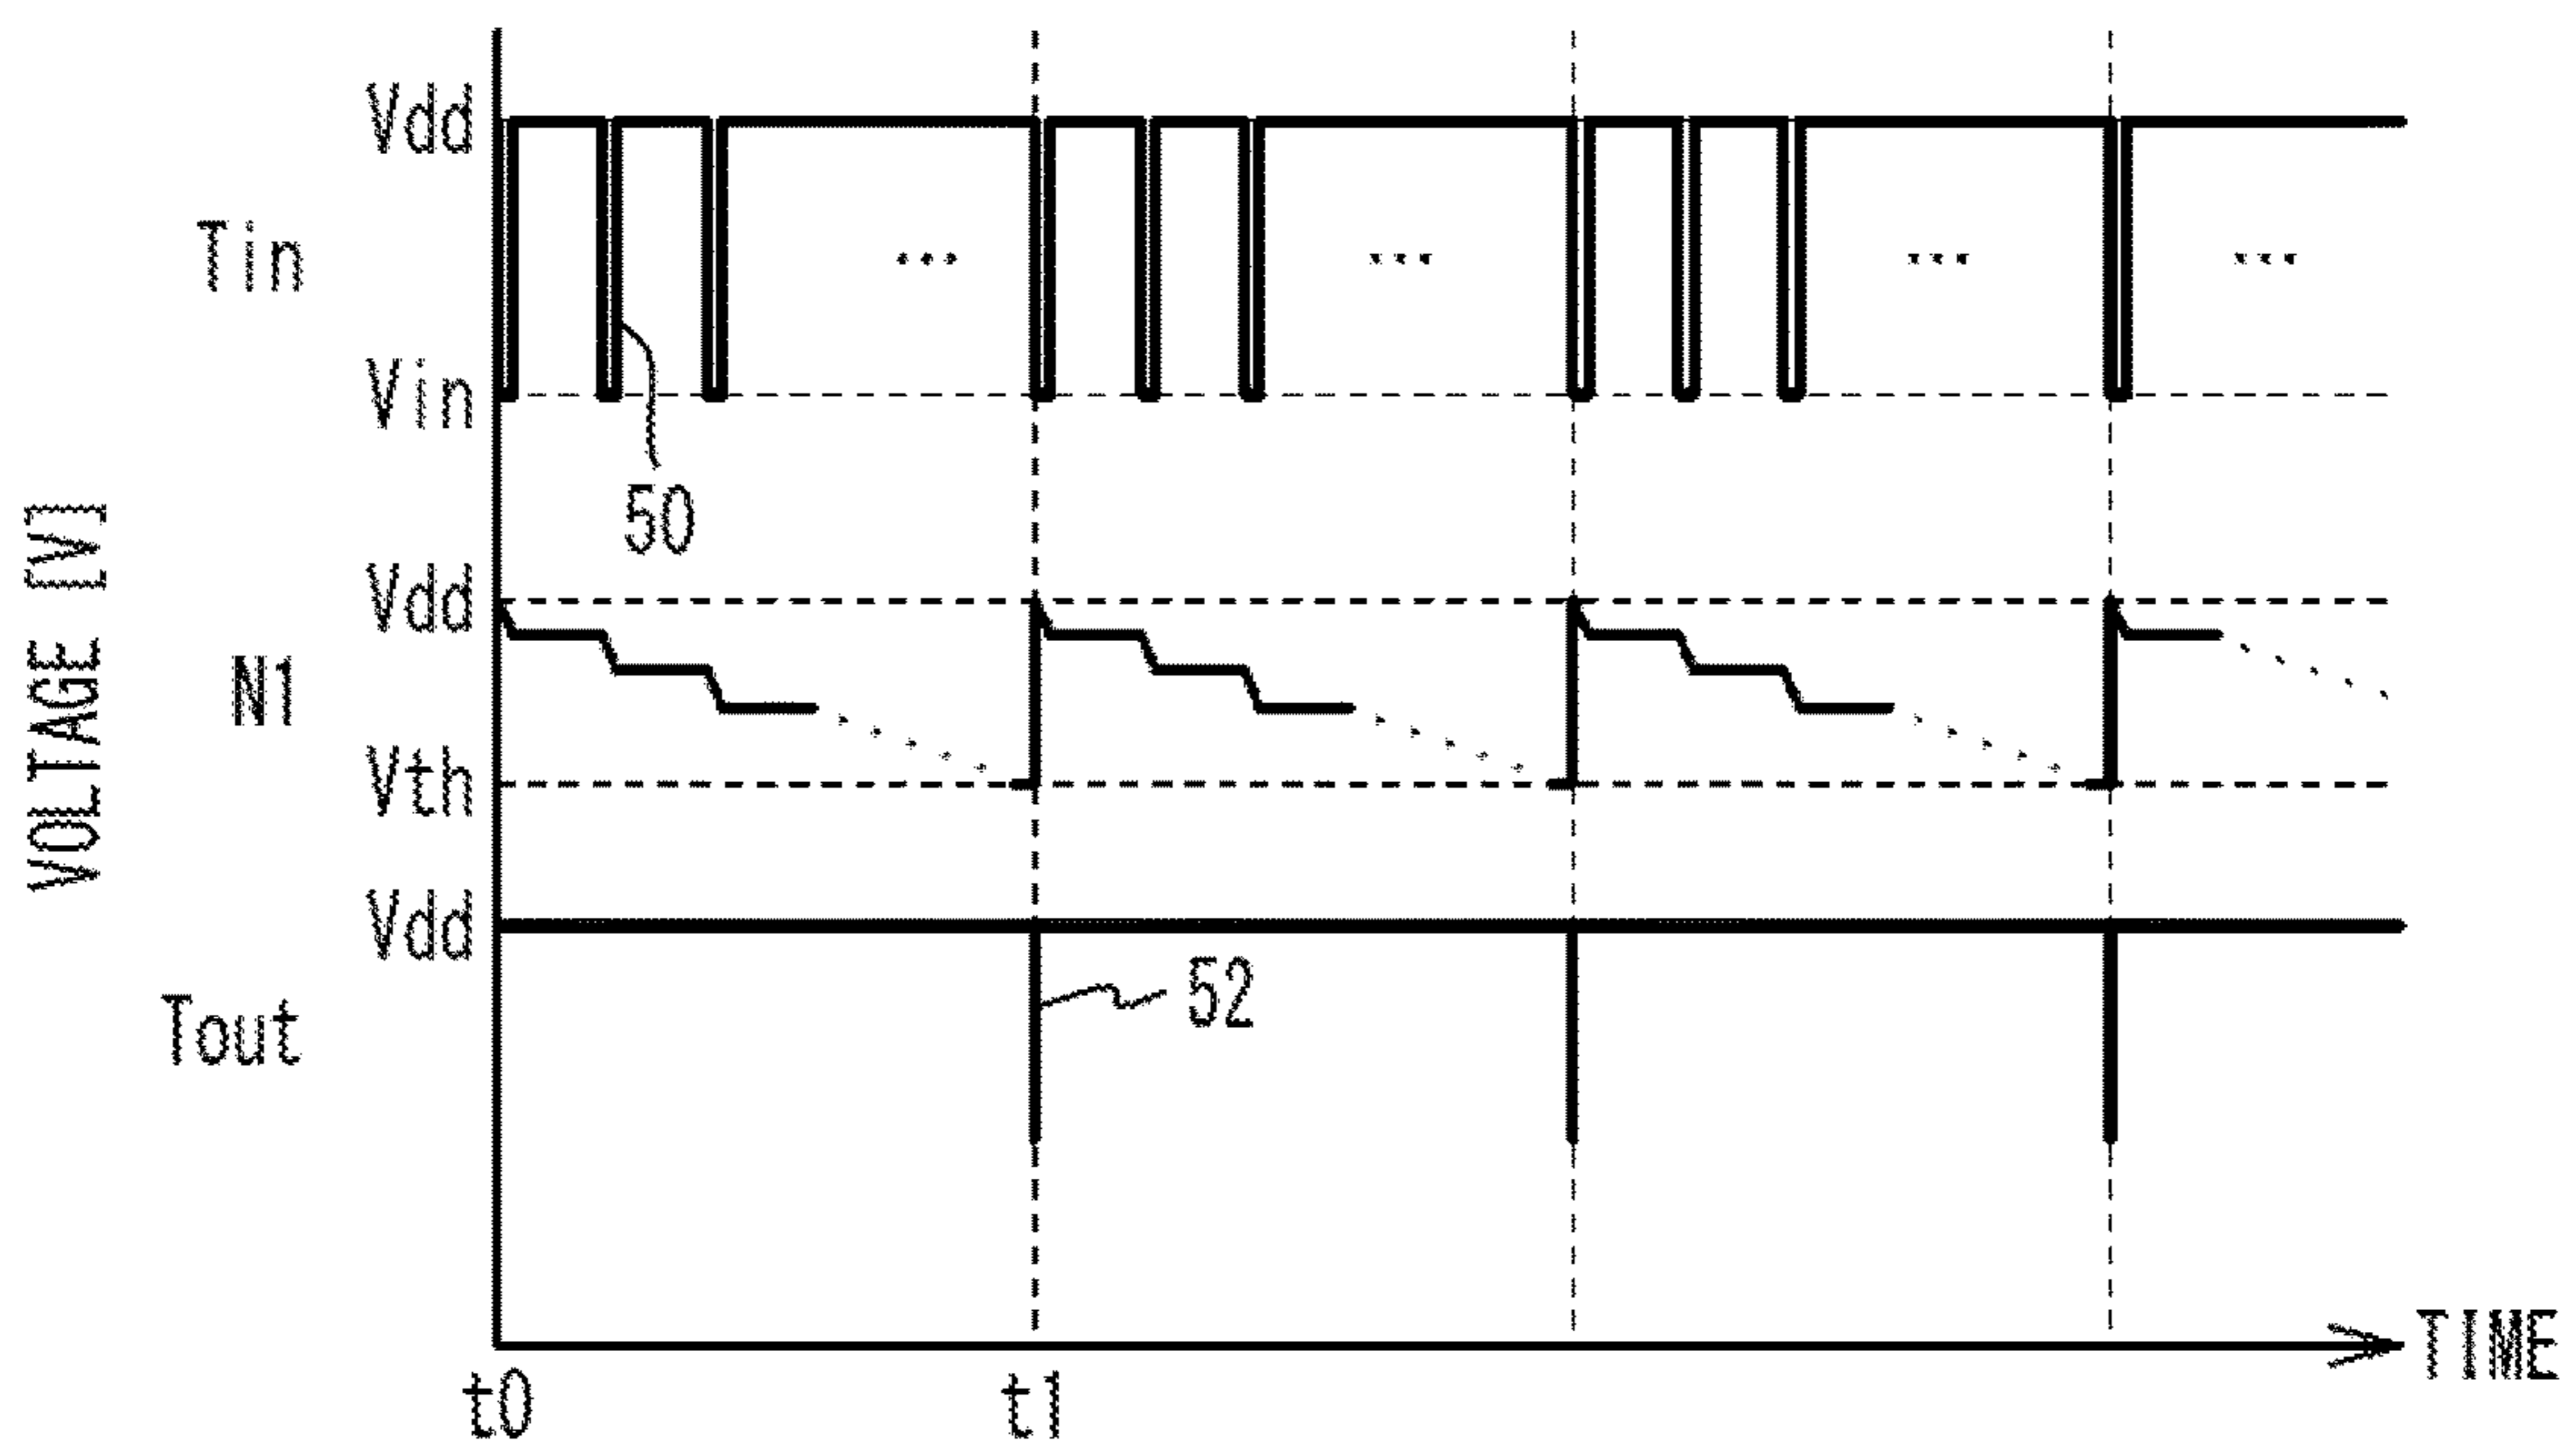 Vdd
Tin
...
...
...
...
Vin
50
VOLTAGE [V]
Vdd
N1
Vth
Vdd
52
Tout
TIME
t0
t1